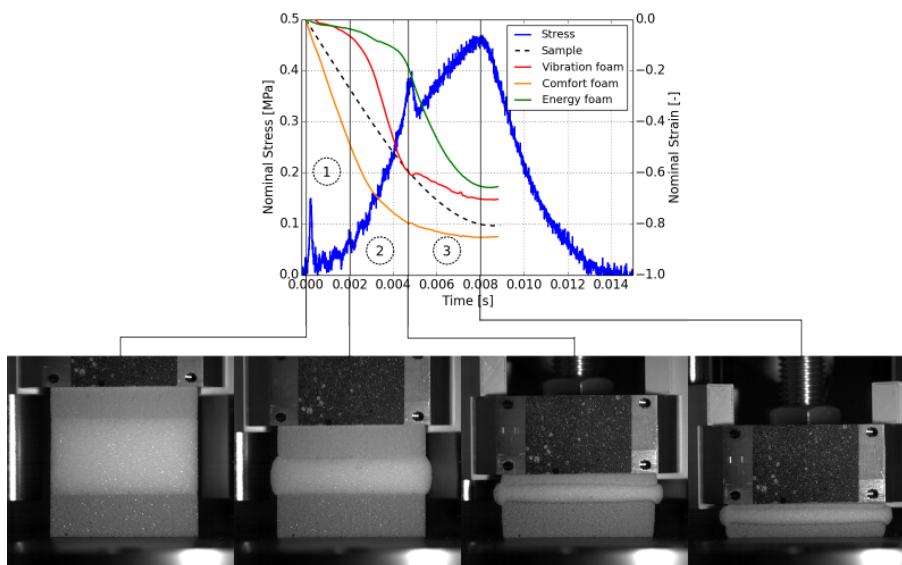 0.5
0.4
0.3
0.2
0.1
0.0
Nominal Stress [MPa]
0.0
−0.2
−0.4
−0.6
−0.8
−1.0
Nominal Strain [-]
Stress
Sample
Vibration foam
Comfort foam
Energy foam
1
2
3
0.000 0.002 0.004 0.006 0.008 0.010 0.012 0.014
Time [s]